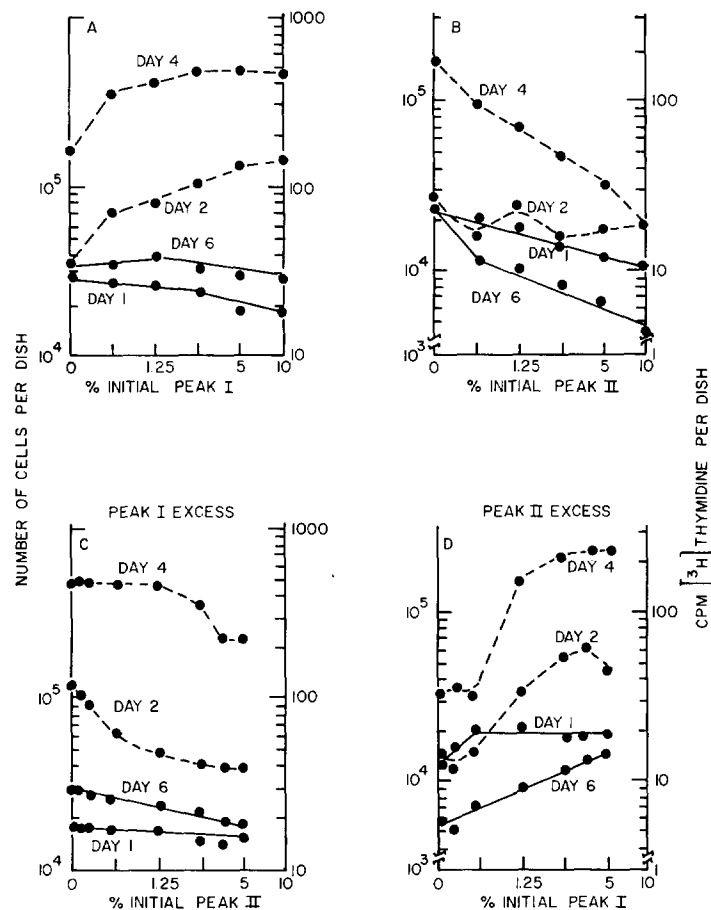 A
1000
DAY 4
10⁵
100
DAY 2
DAY 6
DAY 1
10⁴
10
0
1.25
5
10
% INITIAL PEAK I
B
DAY 4
10⁵
100
DAY 2
DAY 1
10⁴
10
DAY 6
10³
1
0
1.25
5
10
% INITIAL PEAK II
NUMBER OF CELLS PER DISH
CPM [³H] THYMIDINE PER DISH
PEAK I EXCESS
C
1000
DAY 4
10⁵
100
DAY 2
DAY 6
DAY 1
10⁴
10
0
1.25
5
10
% INITIAL PEAK II
PEAK II EXCESS
D
DAY 4
10⁵
100
DAY 2
DAY 1
10⁴
10
DAY 6
10³
1
0
1.25
5
10
% INITIAL PEAK I